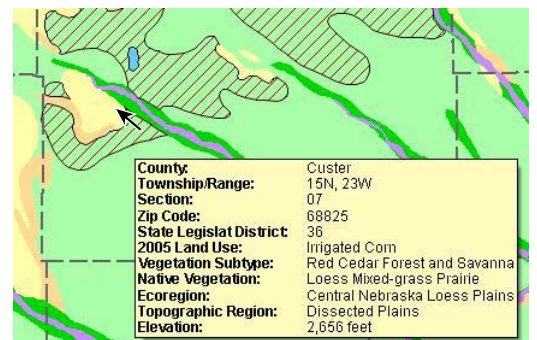 County: Custer
Township/Range: 15N, 23W
Section: 07
Zip Code: 68825
State Legislat District: 36
2005 Land Use: Irrigated Corn
Vegetation Subtype: Red Cedar Forest and Savanna
Native Vegetation: Loess Mixed-grass Prairie
Ecoregion: Central Nebraska Loess Plains
Topographic Region: Dissected Plains
Elevation: 2,656 feet